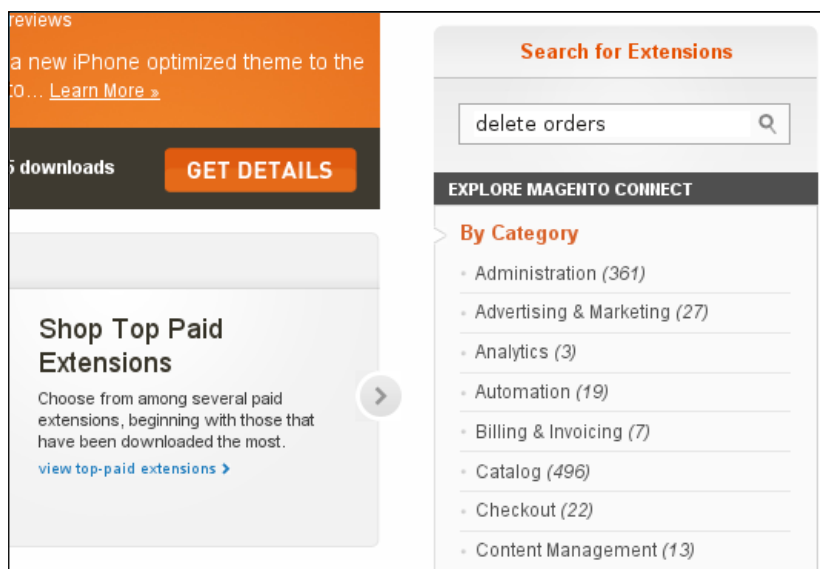 reviews
a new iPhone optimized theme to the
to... Learn More »
5 downloads
GET DETAILS
Shop Top Paid
Extensions
Choose from among several paid
extensions, beginning with those that
have been downloaded the most.
view top-paid extensions
Search for Extensions
delete orders
EXPLORE MAGENTO CONNECT
By Category
Administration (361)
Advertising & Marketing (27)
Analytics (3)
Automation (19)
Billing & Invoicing (7)
Catalog (496)
Checkout (22)
Content Management (13)